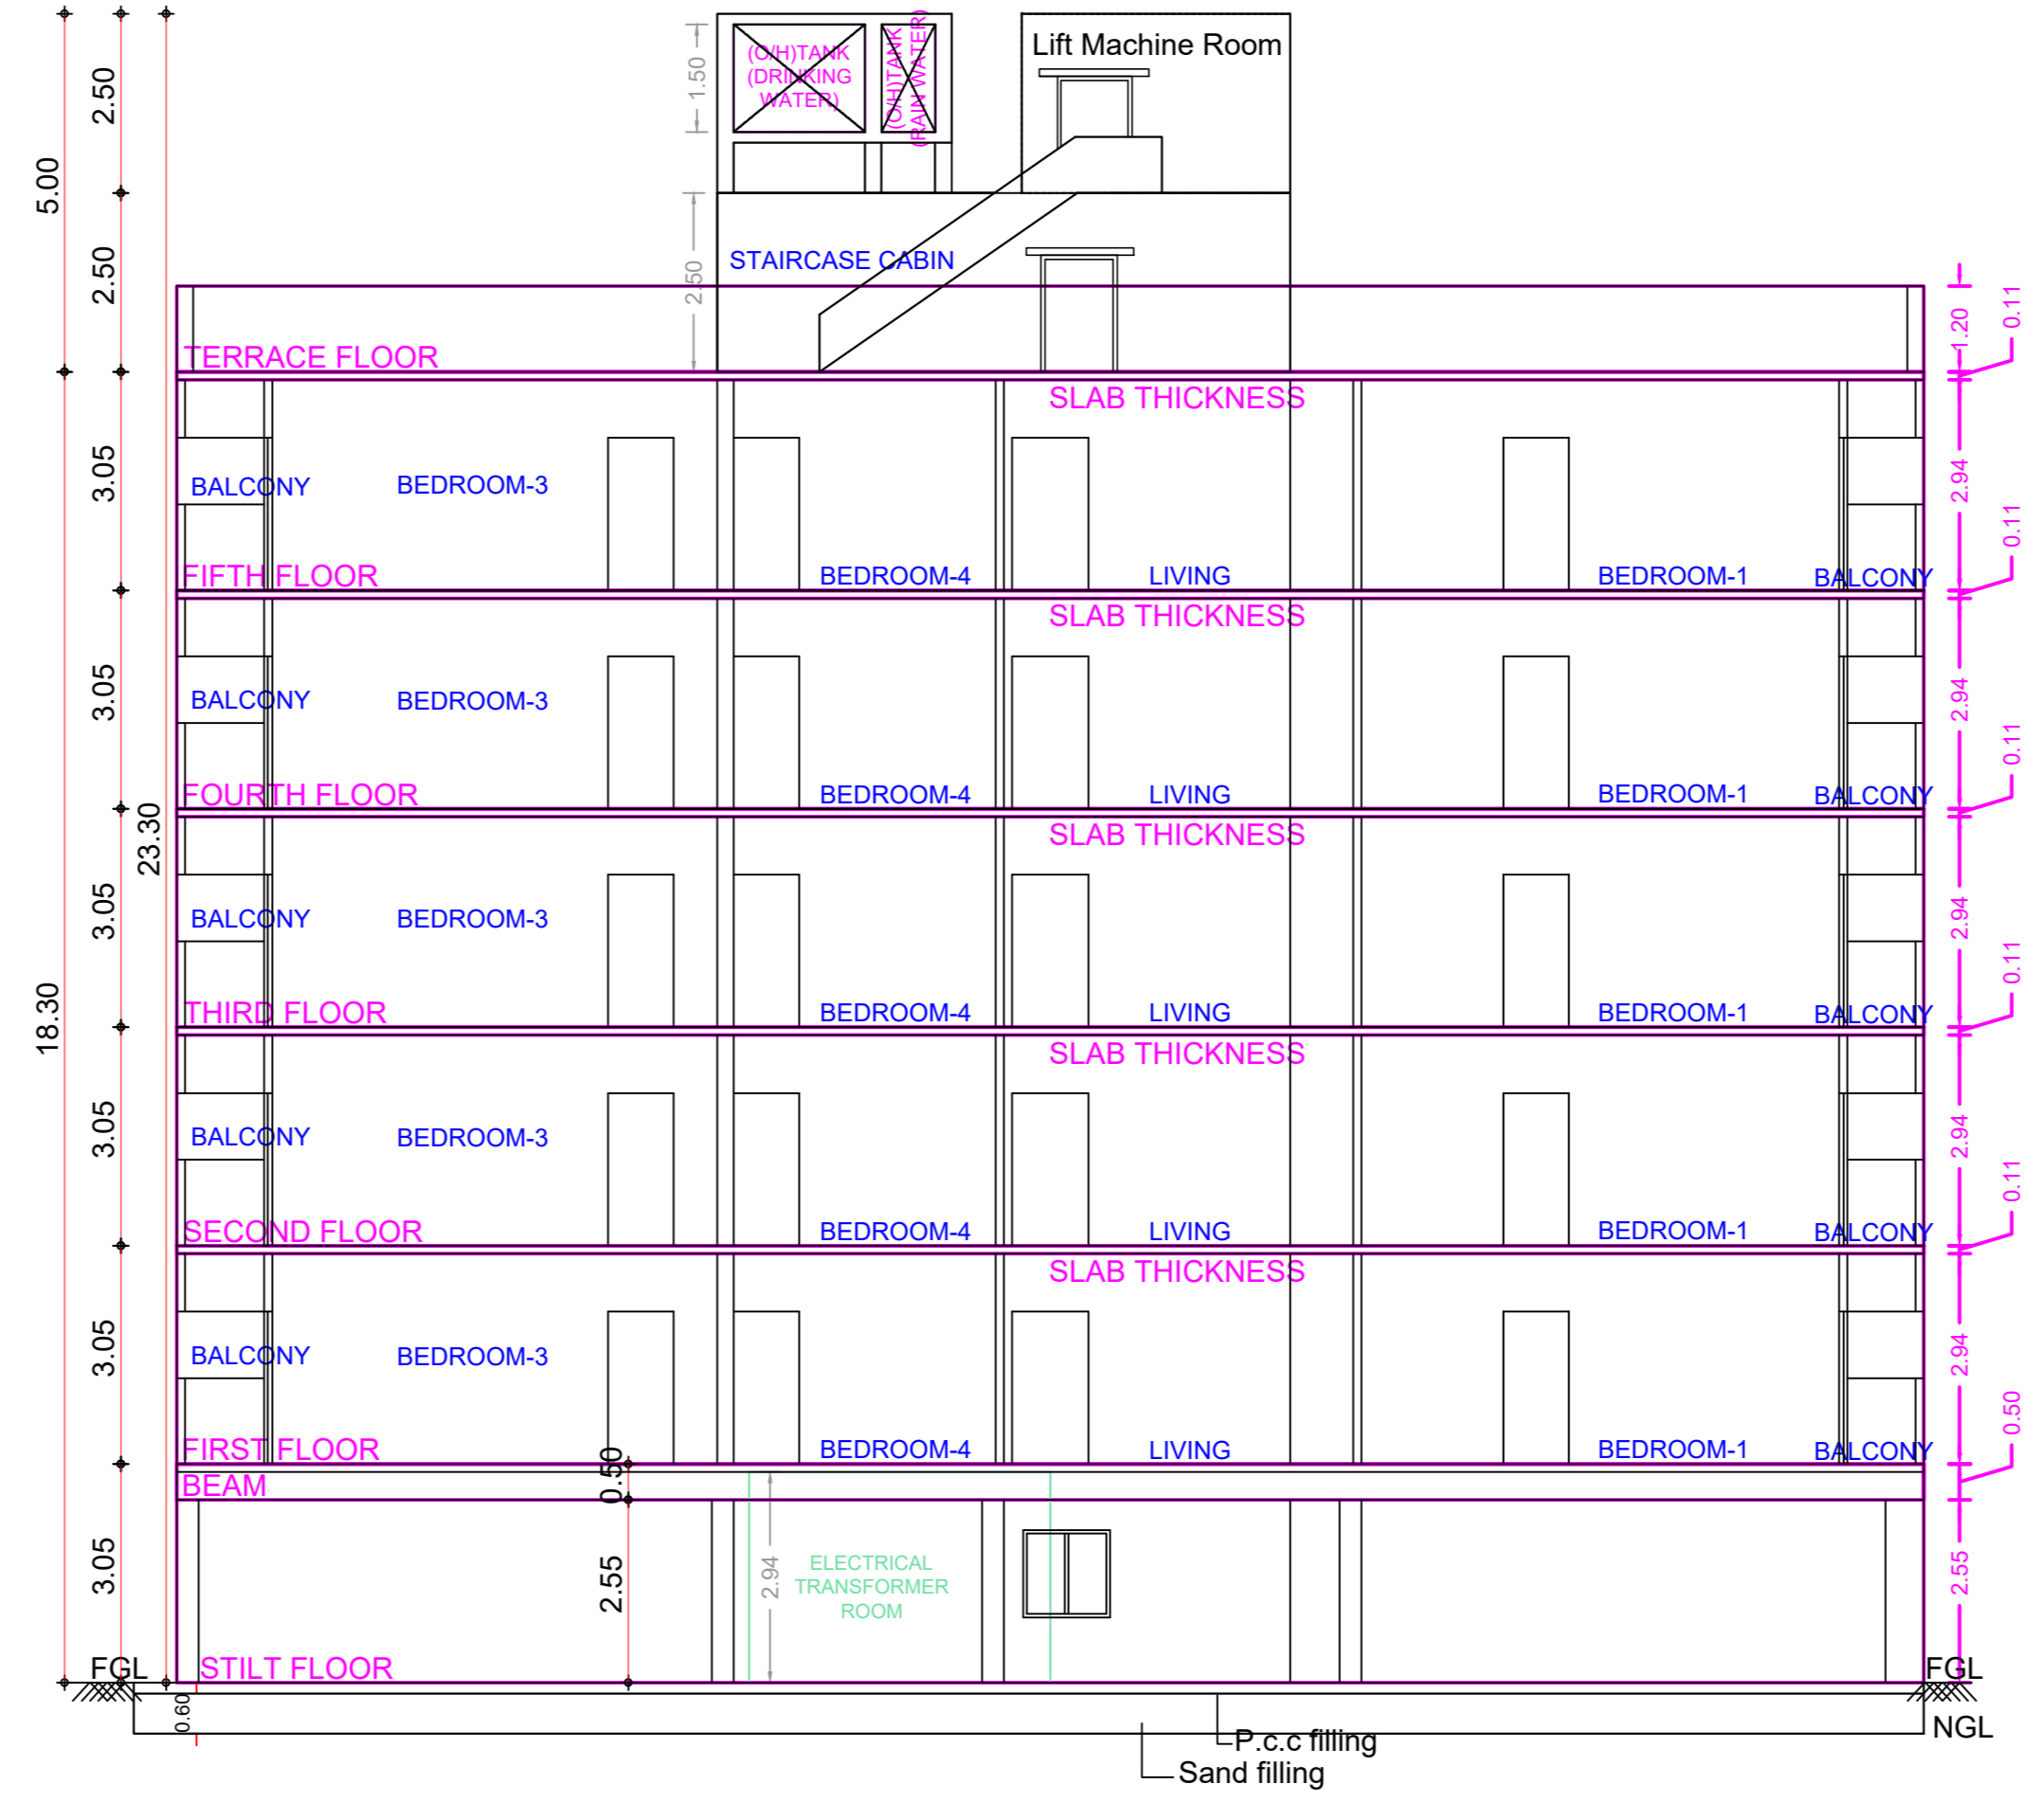 2.50
5.00
2.50
1.50
(O/H)TANK
(DRINKING
WATER)
(O/H)TANK
(RAIN WATER)
Lift Machine Room
2.50
STAIRCASE CABIN
TERRACE FLOOR
1.20
0.11
SLAB THICKNESS
3.05
BALCONY
BEDROOM-3
2.94
FIFTH FLOOR
BEDROOM-4
LIVING
BEDROOM-1
BALCONY
0.11
SLAB THICKNESS
3.05
BALCONY
BEDROOM-3
2.94
FOURTH FLOOR
BEDROOM-4
LIVING
BEDROOM-1
BALCONY
0.11
23.30
SLAB THICKNESS
3.05
BALCONY
BEDROOM-3
2.94
18.30
THIRD FLOOR
BEDROOM-4
LIVING
BEDROOM-1
BALCONY
0.11
SLAB THICKNESS
3.05
BALCONY
BEDROOM-3
2.94
SECOND FLOOR
BEDROOM-4
LIVING
BEDROOM-1
BALCONY
0.11
SLAB THICKNESS
3.05
BALCONY
BEDROOM-3
2.94
FIRST FLOOR
BEDROOM-4
LIVING
BEDROOM-1
BALCONY
0.50
BEAM
0.50
3.05
2.55
2.94
ELECTRICAL
TRANSFORMER
ROOM
2.55
FGL
STILT FLOOR
FGL
0.60
NGL
P.c.c filling
Sand filling